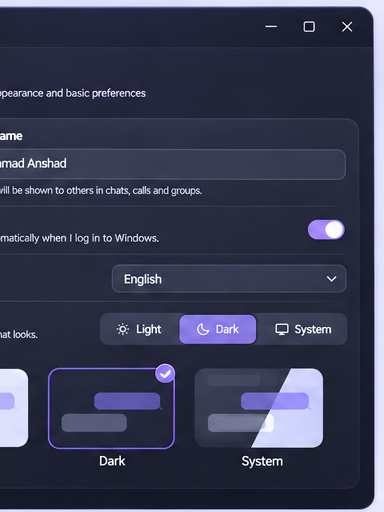 ppearance and basic preferences
ame
mad Anshad
will be shown to others in chats, calls and groups.
matically when I log in to Windows.
English
hat looks.
Light
Dark
System
Dark
System